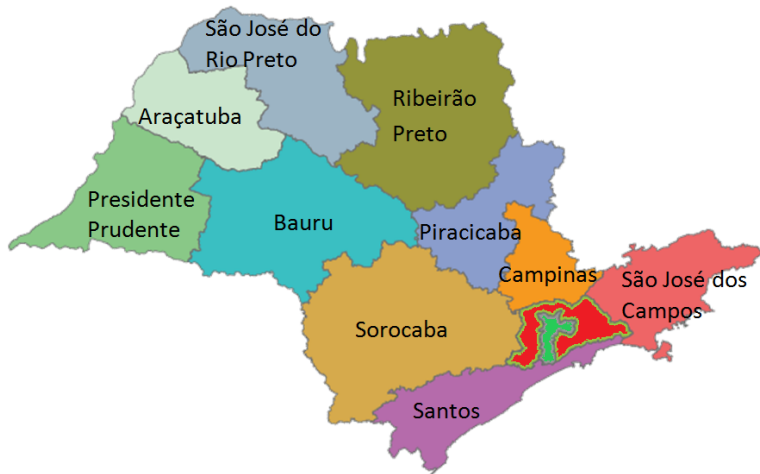 São José do
Rio Preto
Araçatuba
Ribeirão
Preto
Presidente
Prudente
Bauru
Piracicaba
Campinas
São José dos
Campos
Sorocaba
Santos